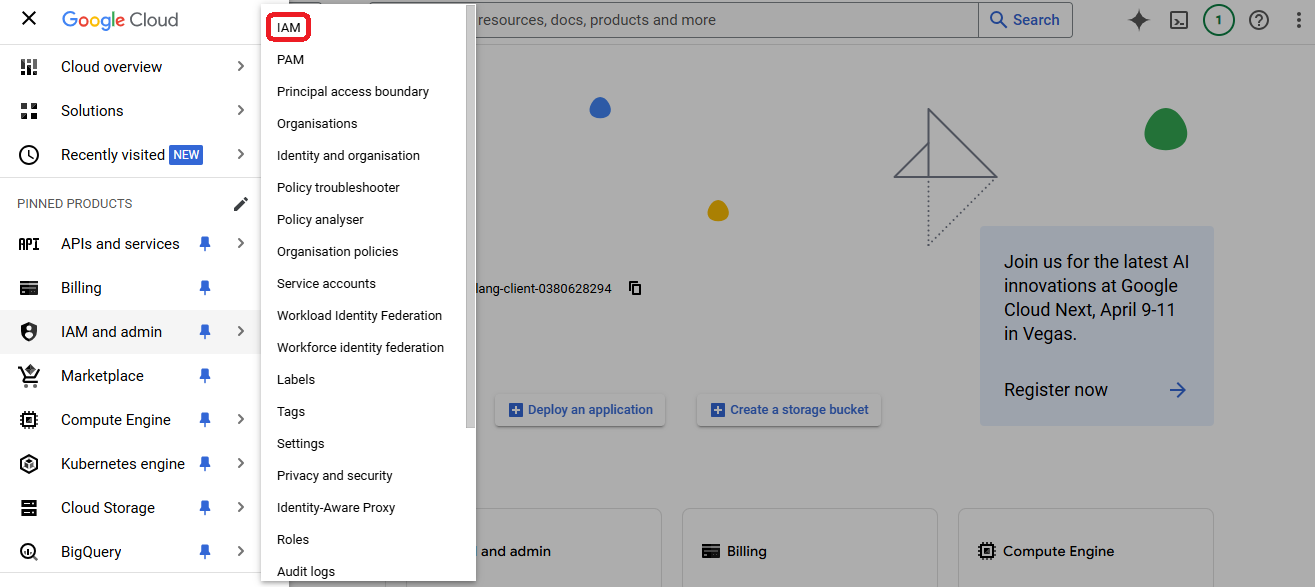 Google Cloud
Cloud overview
Solutions
Recently visited NEW
PINNED PRODUCTS
API APIs and services
Billing
IAM and admin
Marketplace
Compute Engine
Kubernetes engine
Cloud Storage
BigQuery
IAM
PAM
Principal access boundary
Organisations
Identity and organisation
Policy troubleshooter
Policy analyser
Organisation policies
Service accounts
Workload Identity Federation
Workforce identity federation
Labels
Tags
Settings
Privacy and security
Identity-Aware Proxy
Roles
Audit logs
resources, docs, products and more
Search
1
lang-client-0380628294
Deploy an application
Create a storage bucket
Join us for the latest AI
innovations at Google
Cloud Next, April 9-11
in Vegas.
Register now
and admin
Billing
Compute Engine